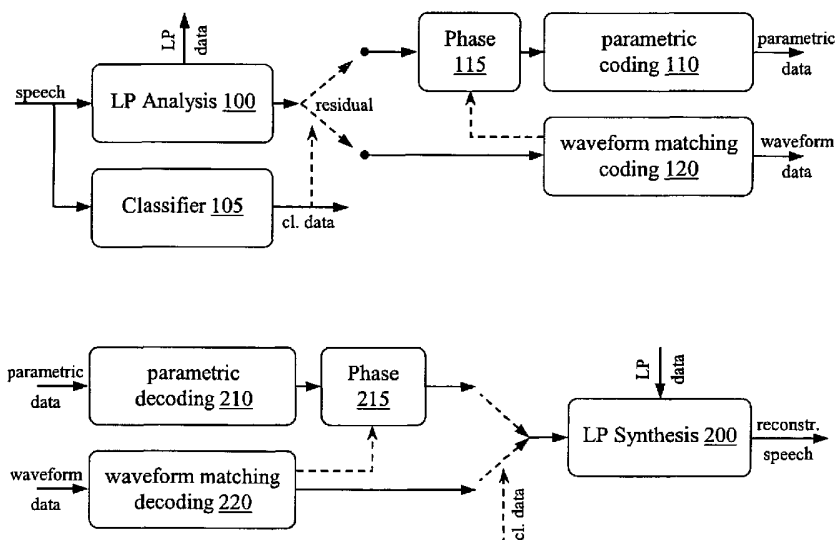 LP
data
speech
LP Analysis 100
residual
Phase
115
parametric
coding 110
parametric
data
waveform matching
coding 120
waveform
data
Classifier 105
cl. data
parametric
data
parametric
decoding 210
Phase
215
LP
data
LP Synthesis 200
reconstr.
speech
waveform
data
waveform matching
decoding 220
cl. data